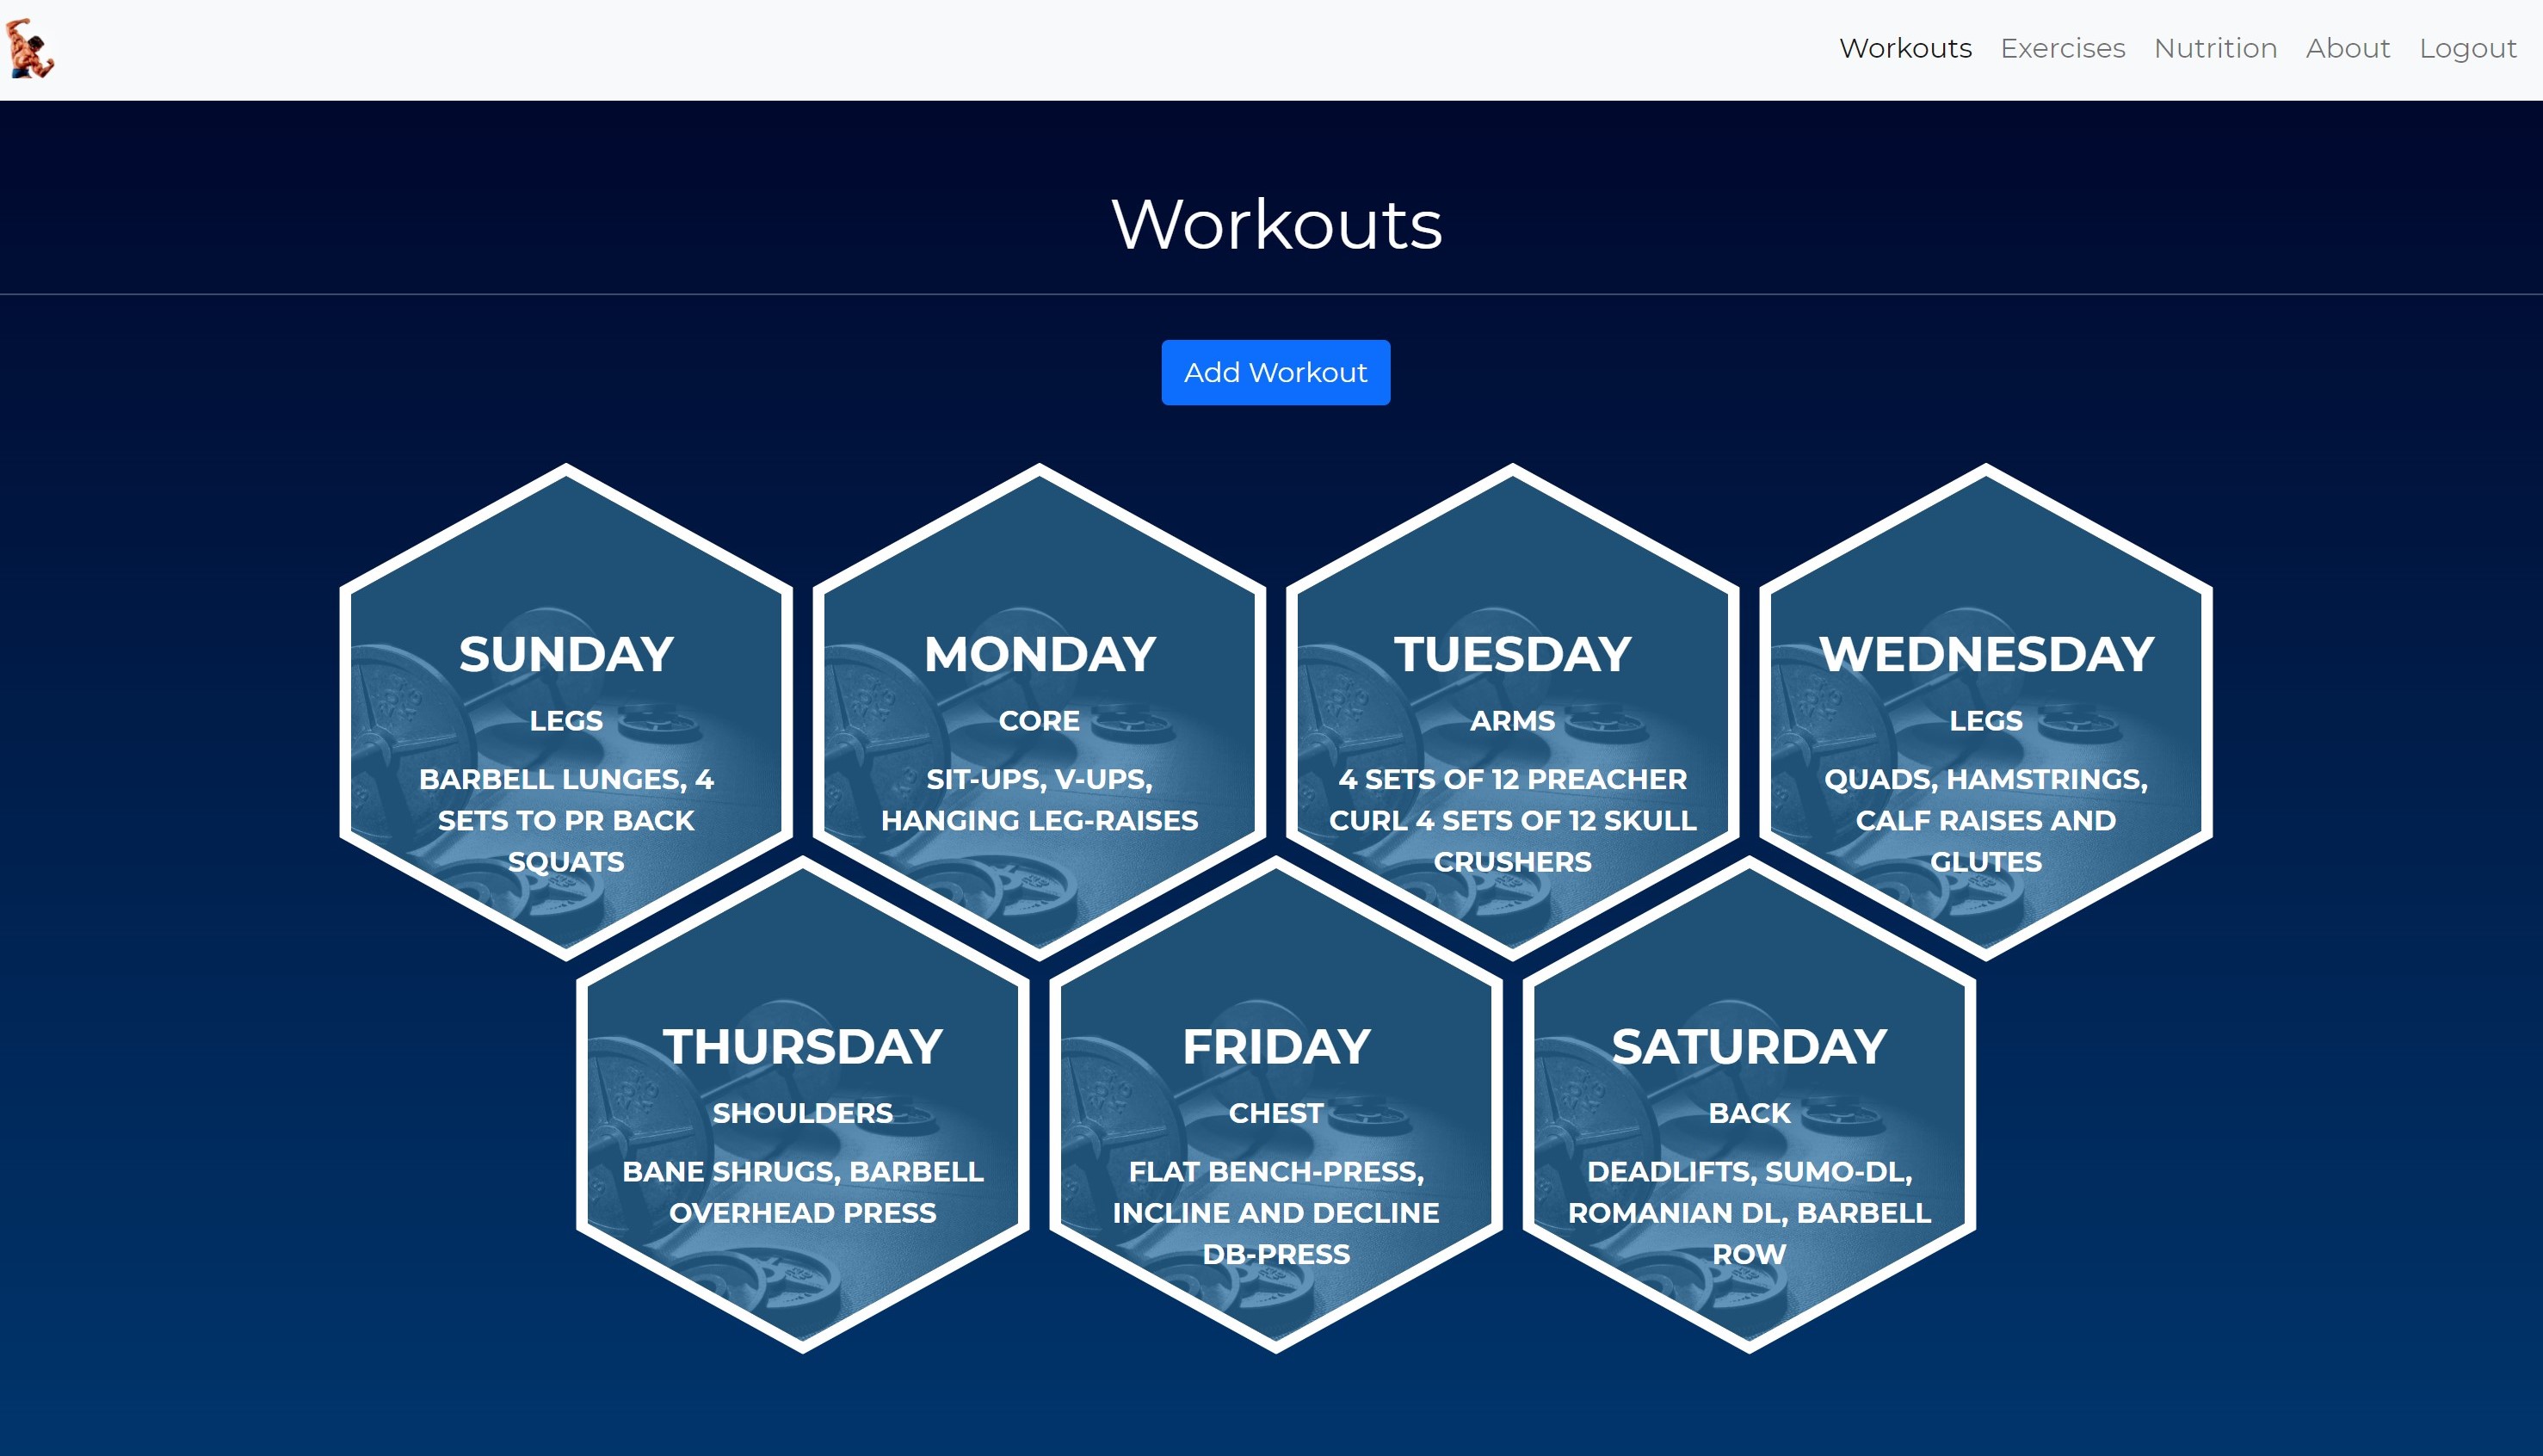 Workouts Exercises Nutrition About Logout
Workouts
Add Workout
SUNDAY
LEGS
BARBELL LUNGES, 4
SETS TO PR BACK
SQUATS
MONDAY
CORE
SIT-UPS, V-UPS,
HANGING LEG-RAISES
TUESDAY
ARMS
4 SETS OF 12 PREACHER
CURL 4 SETS OF 12 SKULL
CRUSHERS
WEDNESDAY
LEGS
QUADS, HAMSTRINGS,
CALF RAISES AND
GLUTES
THURSDAY
SHOULDERS
BANE SHRUGS, BARBELL
OVERHEAD PRESS
FRIDAY
CHEST
FLAT BENCH-PRESS,
INCLINE AND DECLINE
DB-PRESS
SATURDAY
BACK
DEADLIFTS, SUMO-DL,
ROMANIAN DL, BARBELL
ROW